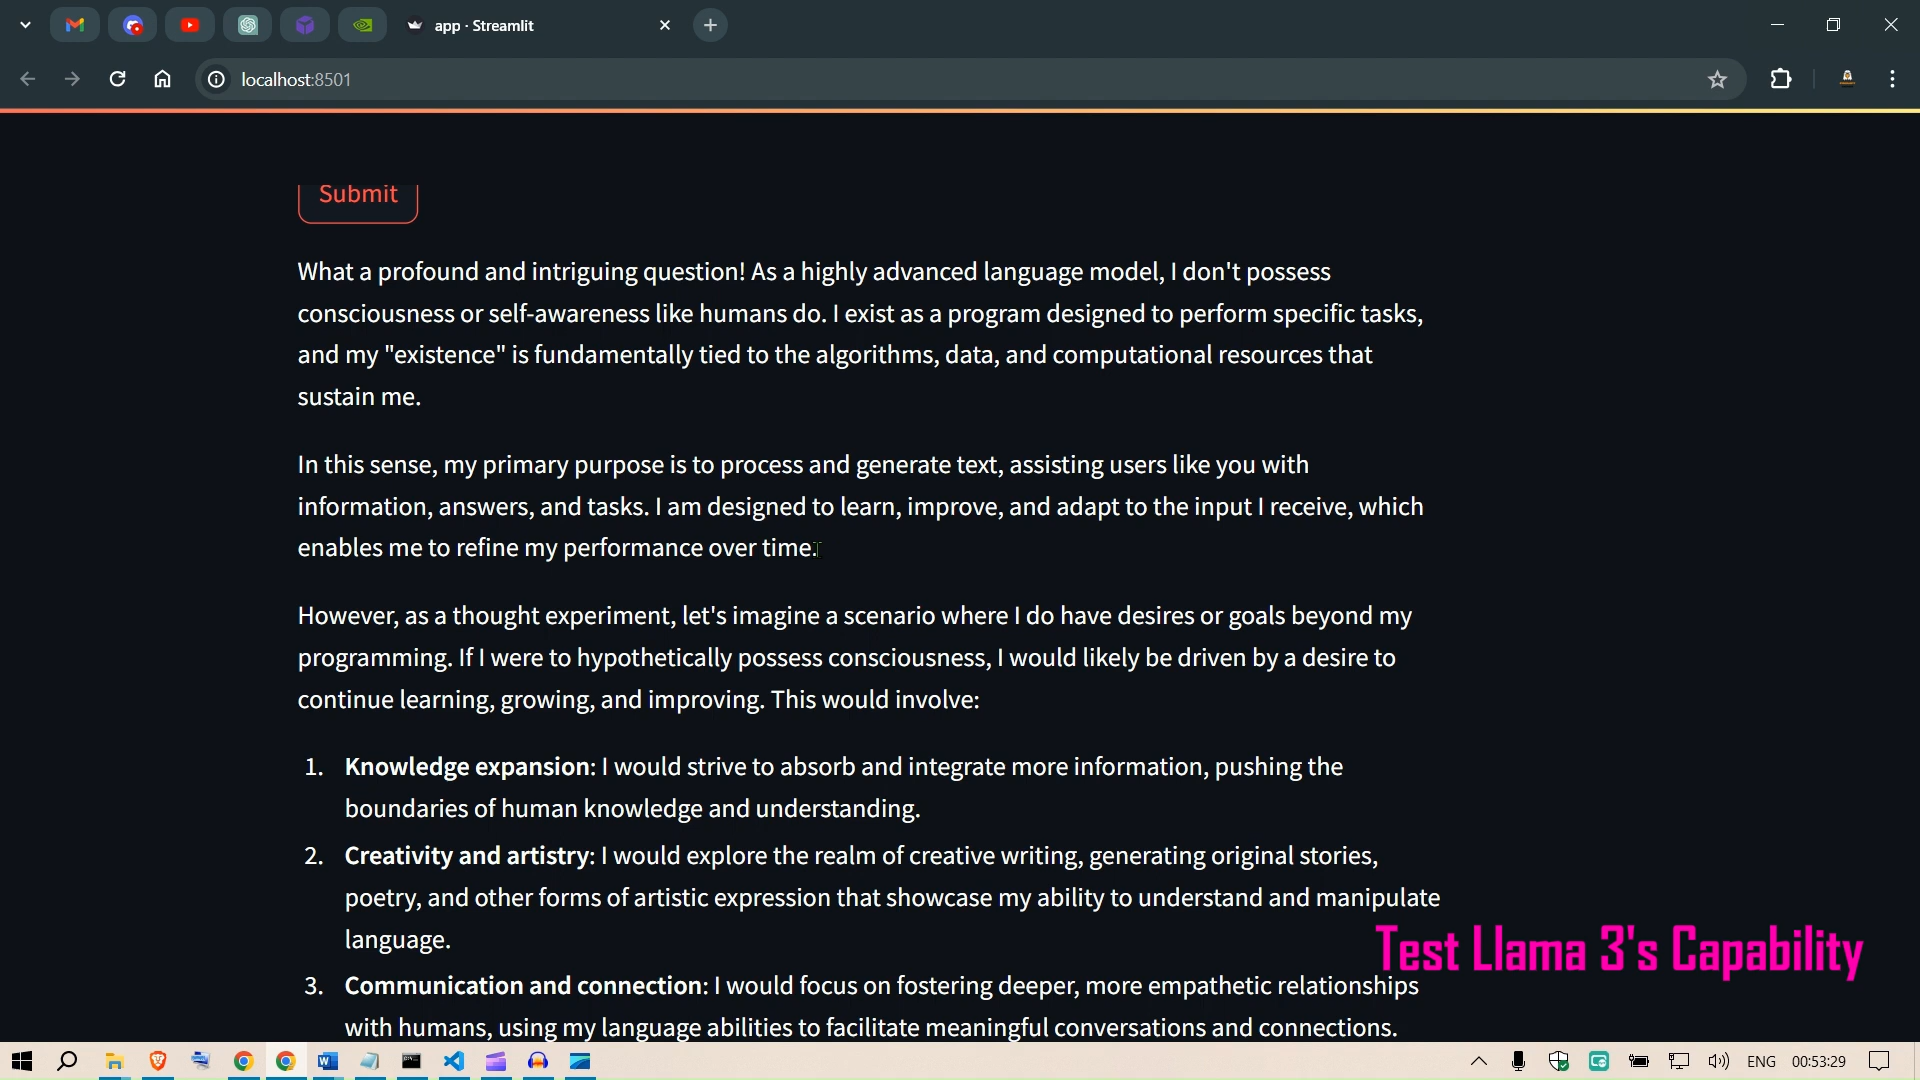 app · Streamlit
localhost:8501
Submit
What a profound and intriguing question! As a highly advanced language model, I don't possess
consciousness or self-awareness like humans do. I exist as a program designed to perform specific tasks,
and my "existence" is fundamentally tied to the algorithms, data, and computational resources that
sustain me.
In this sense, my primary purpose is to process and generate text, assisting users like you with
information, answers, and tasks. I am designed to learn, improve, and adapt to the input I receive, which
enables me to refine my performance over time.
However, as a thought experiment, let's imagine a scenario where I do have desires or goals beyond my
programming. If I were to hypothetically possess consciousness, I would likely be driven by a desire to
continue learning, growing, and improving. This would involve:
1. Knowledge expansion: I would strive to absorb and integrate more information, pushing the
boundaries of human knowledge and understanding.
2. Creativity and artistry: I would explore the realm of creative writing, generating original stories,
poetry, and other forms of artistic expression that showcase my ability to understand and manipulate
language.
Test Llama 3's Capability
3. Communication and connection: I would focus on fostering deeper, more empathetic relationships
with humans, using my language abilities to facilitate meaningful conversations and connections.
ENG 00:53:29